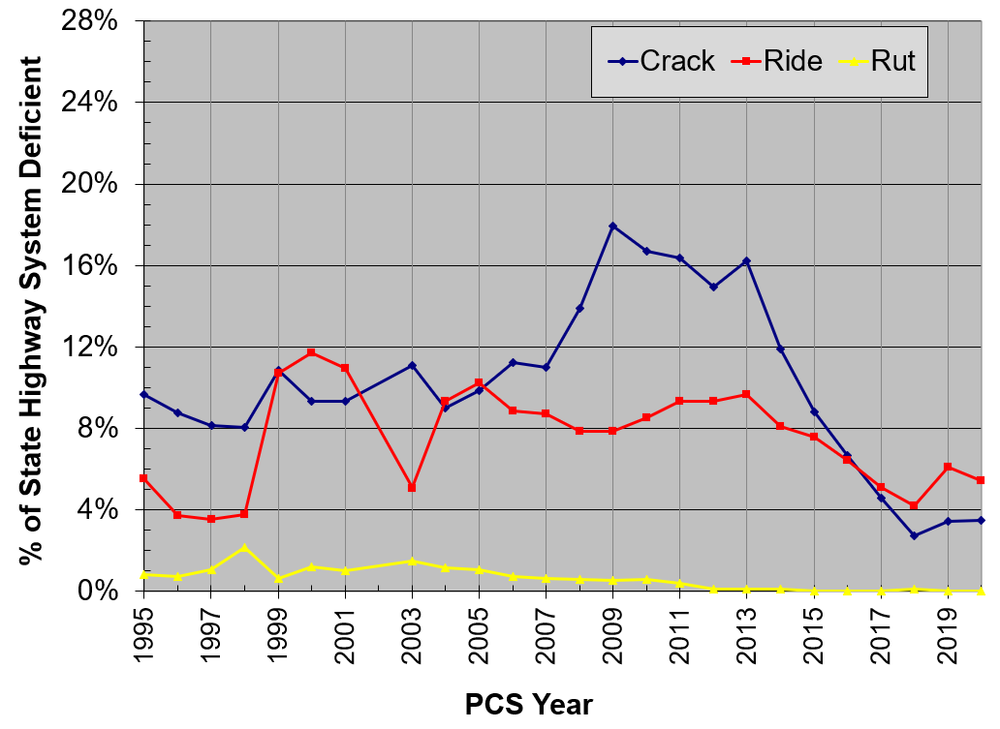 % of State Highway System Deficient
28%
24%
20%
16%
12%
8%
4%
0%
Crack Ride Rut
1995 1997 1999 2001 2003 2005 2007 2009 2011 2013 2015 2017 2019
PCS Year